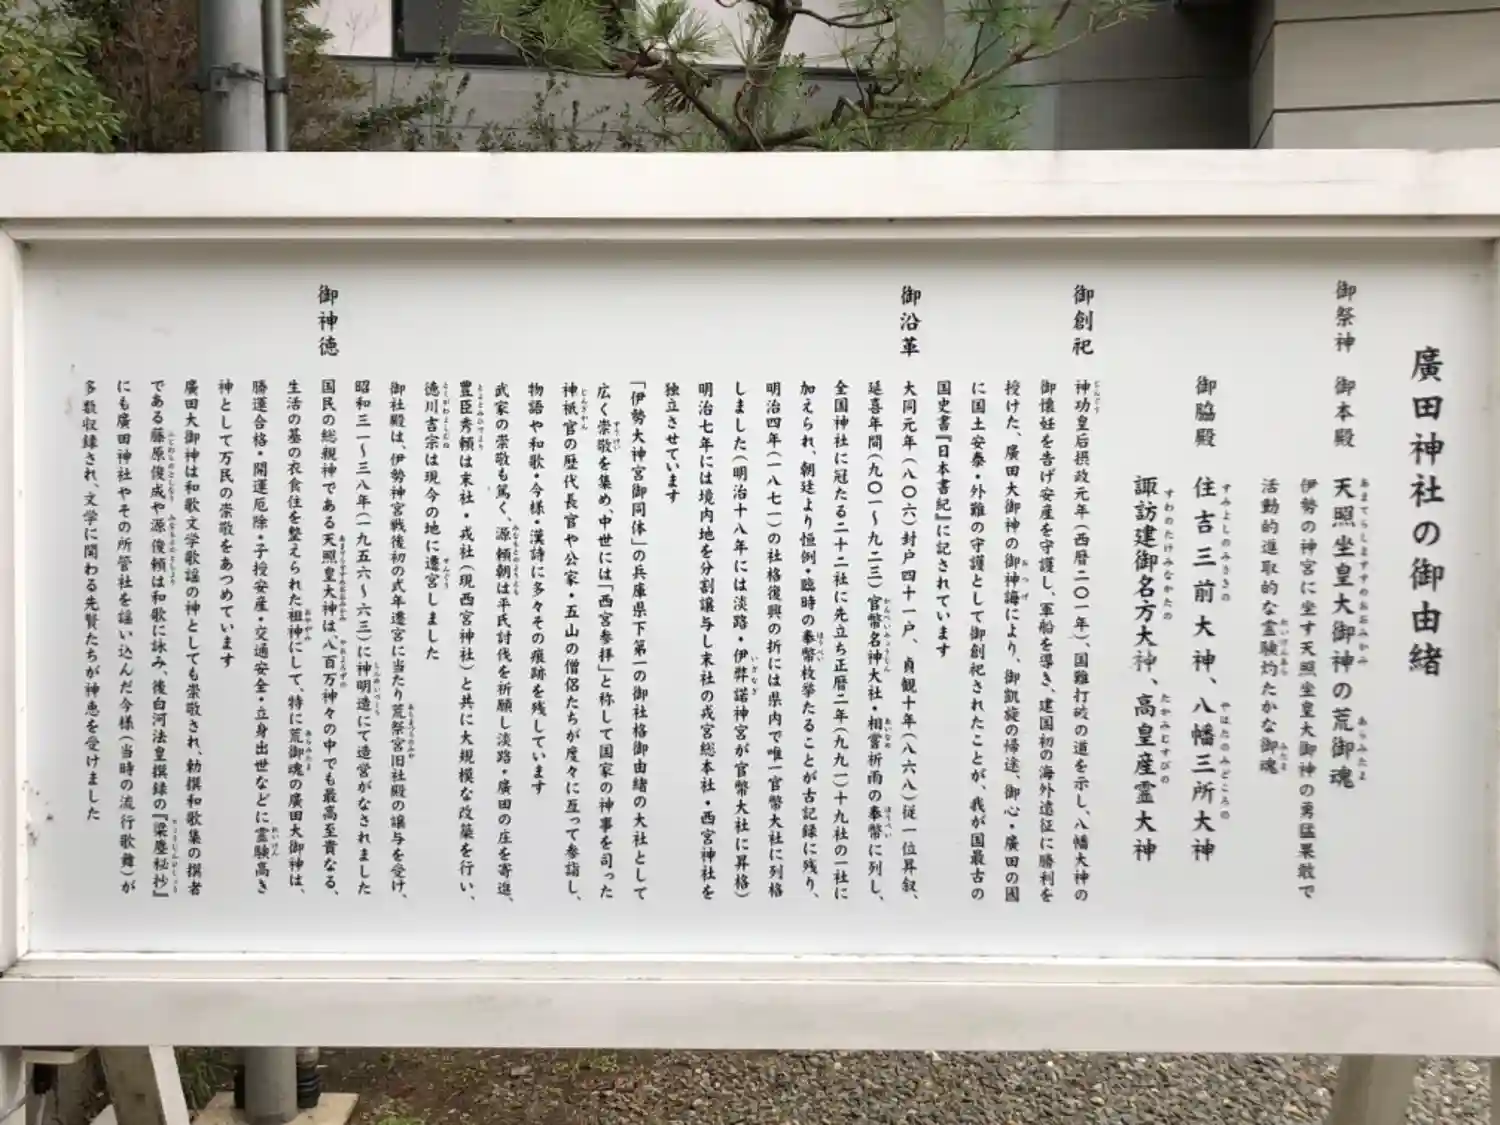 廣田神社の御由緒
御祭神 御本殿 天照坐皇大御神の荒御魂
伊勢の神宮に坐す天照坐皇大御神の勇猛果敢で
活動的進取的な霊験灼たかな御魂
御脇殿 住吉三前大神、八幡三所大神
諏訪建御名方大神、高皇産霊大神
御創祀 神功皇后摂政元年(西暦二〇一年)、国難打破の道を示し、八幡大神の
御懐妊を告げ安産を守護し、軍船を導き、建国初の海外遠征に勝利を
授けた、廣田大御神の御神誨により、御凱旋の帰途、御心・廣田の國
に国土安泰・外難の守護として御創祀されたことが、我が国最古の
国史書『日本書紀』に記されています
御沿革 大同元年(八〇六)封戸四十一戸、貞観十年(八六八)従一位昇叙、
延喜年間(九〇一~九二三)官幣名神大社・相嘗祈雨の奉幣に列し、
全国神社に冠たる二十二社に先立ち正暦二年(九九一)十九社の一社に
加えられ、朝廷より恒例・臨時の奉幣枚挙たることが古記録に残り、
明治四年(一八七一)の社格復興の折には県内で唯一官幣大社に列格
しました(明治十八年には淡路・伊弉諾神宮が官幣大社に昇格)
明治七年には境内地を分割譲与し末社の戎宮総本社・西宮神社を
独立させています
「伊勢大神宮御同体」の兵庫県下第一の御社格御由緒の大社として
広く崇敬を集め、中世には「西宮参拝」と称して国家の神事を司った
神祇官の歴代長官や公家・五山の僧侶たちが度々に亙って参詣し、
物語や和歌・今様・漢詩に多々その痕跡を残しています
武家の崇敬も篤く、源頼朝は平氏討伐を祈願し淡路・廣田の庄を寄進、
豊臣秀頼は末社・戎社(現西宮神社)と共に大規模な改築を行い、
徳川吉宗は現今の地に遷宮しました
御社殿は、伊勢神宮戦後初の式年遷宮に当たり荒祭宮旧社殿の譲与を受け、
昭和三一~三八年(一九五六~六三)に神明造にて造営がなされました
御神徳 国民の総親神である天照皇大神は、八百万神々の中でも最高至貴なる、
生活の基の衣食住を整えられた祖神にして、特に荒御魂の廣田大御神は、
勝運合格・開運厄除・子授安産・交通安全・立身出世などに霊験高き
神として万民の崇敬をあつめています
廣田大御神は和歌文学歌謡の神としても崇敬され、勅撰和歌集の撰者
である藤原俊成や源俊頼は和歌に詠み、後白河法皇撰録の『梁塵秘抄』
にも廣田神社やその所管社を謡い込んだ今様(当時の流行歌舞)が
多数収録され、文学に関わる先賢たちが神恵を受けました